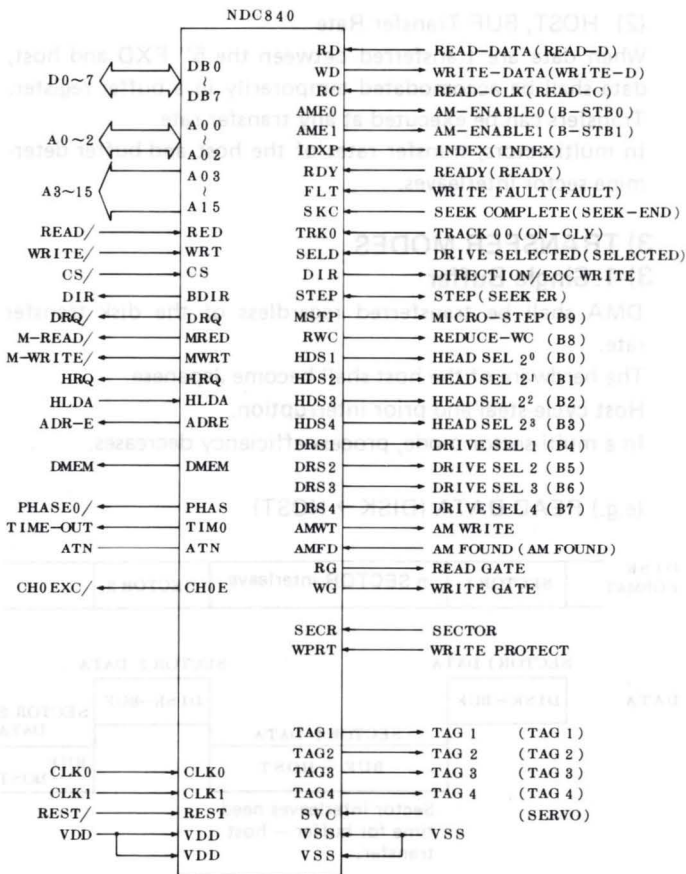 NDC840
D0~7 DB0 ~ DB7
A0~2 A00 ~ A02
A3~15 A03 ~ A15
READ/ RED
WRITE/ WRT
CS/ CS
DIR BDIR
DRQ DRQ
M-READ/ MRED
M-WRITE/ MWRT
HRQ HRQ
HLDA HLDA
ADR-E ADRE
DMEM DMEM
PHASE0/ PHAS
TIME-OUT TIM0
ATN ATN
CH0EXC/ CH0E
CLK0 CLK0
CLK1 CLK1
REST/ REST
VDD VDD
VDD
RD READ-DATA(READ-D)
WD WRITE-DATA(WRITE-D)
RC READ-CLK(READ-C)
AME0 AM-ENABLE0(B-STB0)
AME1 AM-ENABLE1(B-STB1)
IDXP INDEX(INDEX)
RDY READY(READY)
FLT WRITE FAULT(FAULT)
SKC SEEK COMPLETE(SEEK-END)
TRK0 TRACK 00(ON-CLY)
SELD DRIVE SELECTED(SELECTED)
DIR DIRECTION/ECC WRITE
STEP STEP(SEEKER)
MSTP MICRO-STEP(B9)
RWC REDUCE-WC (B8)
HDS1 HEAD SEL 2⁰ (B0)
HDS2 HEAD SEL 2¹ (B1)
HDS3 HEAD SEL 2² (B2)
HDS4 HEAD SEL 2³ (B3)
DRS1 DRIVE SEL 1 (B4)
DRS2 DRIVE SEL 2 (B5)
DRS3 DRIVE SEL 3 (B6)
DRS4 DRIVE SEL 4 (B7)
AMWT AM WRITE
AMFD AM FOUND (AM FOUND)
RG READ GATE
WG WRITE GATE
SECR SECTOR
WPRT WRITE PROTECT
TAG1 TAG 1 (TAG 1)
TAG2 TAG 2 (TAG 2)
TAG3 TAG 3 (TAG 3)
TAG4 TAG 4 (TAG 4)
SVC (SERVO)
VSS VSS
VSS